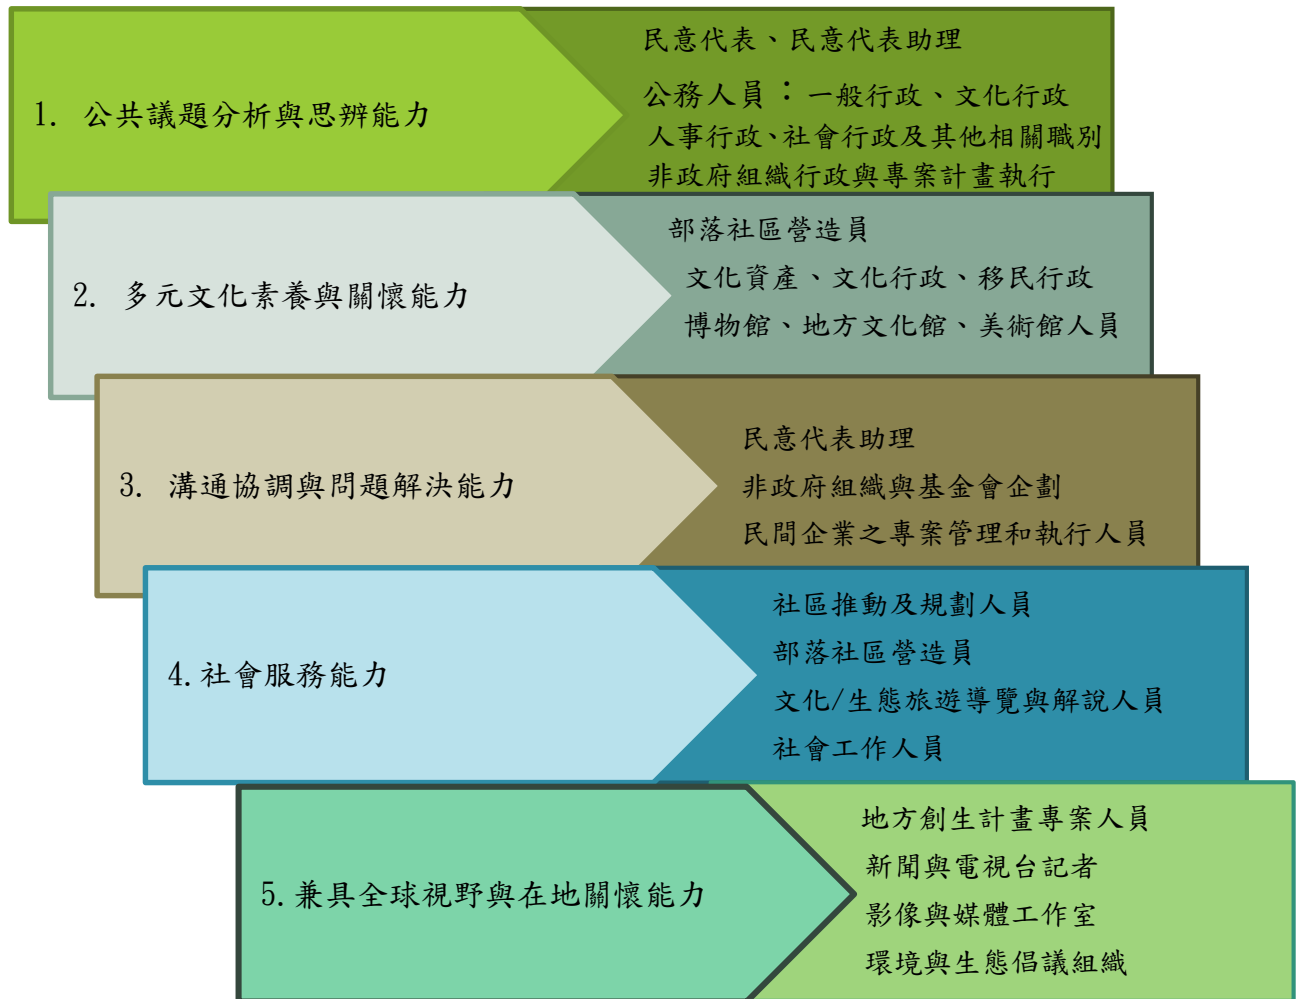 1. 公共議題分析與思辨能力
民意代表、民意代表助理
公務人員：一般行政、文化行政
人事行政、社會行政及其他相關職別
非政府組織行政與專案計畫執行
2. 多元文化素養與關懷能力
部落社區營造員
文化資產、文化行政、移民行政
博物館、地方文化館、美術館人員
3. 溝通協調與問題解決能力
民意代表助理
非政府組織與基金會企劃
民間企業之專案管理和執行人員
4.社會服務能力
社區推動及規劃人員
部落社區營造員
文化/生態旅遊導覽與解說人員
社會工作人員
5.兼具全球視野與在地關懷能力
地方創生計畫專案人員
新聞與電視台記者
影像與媒體工作室
環境與生態倡議組織